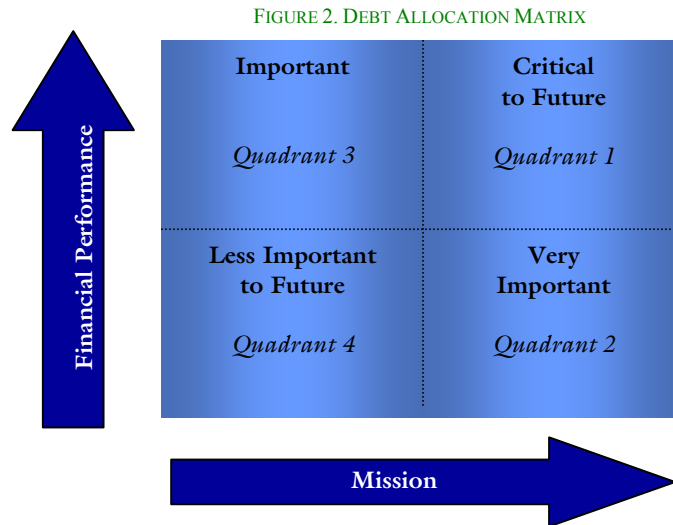 FIGURE 2. DEBT ALLOCATION MATRIX
Important
Critical
to Future
Quadrant 3
Quadrant 1
Financial Performance
Less Important
to Future
Very
Important
Quadrant 4
Quadrant 2
Mission